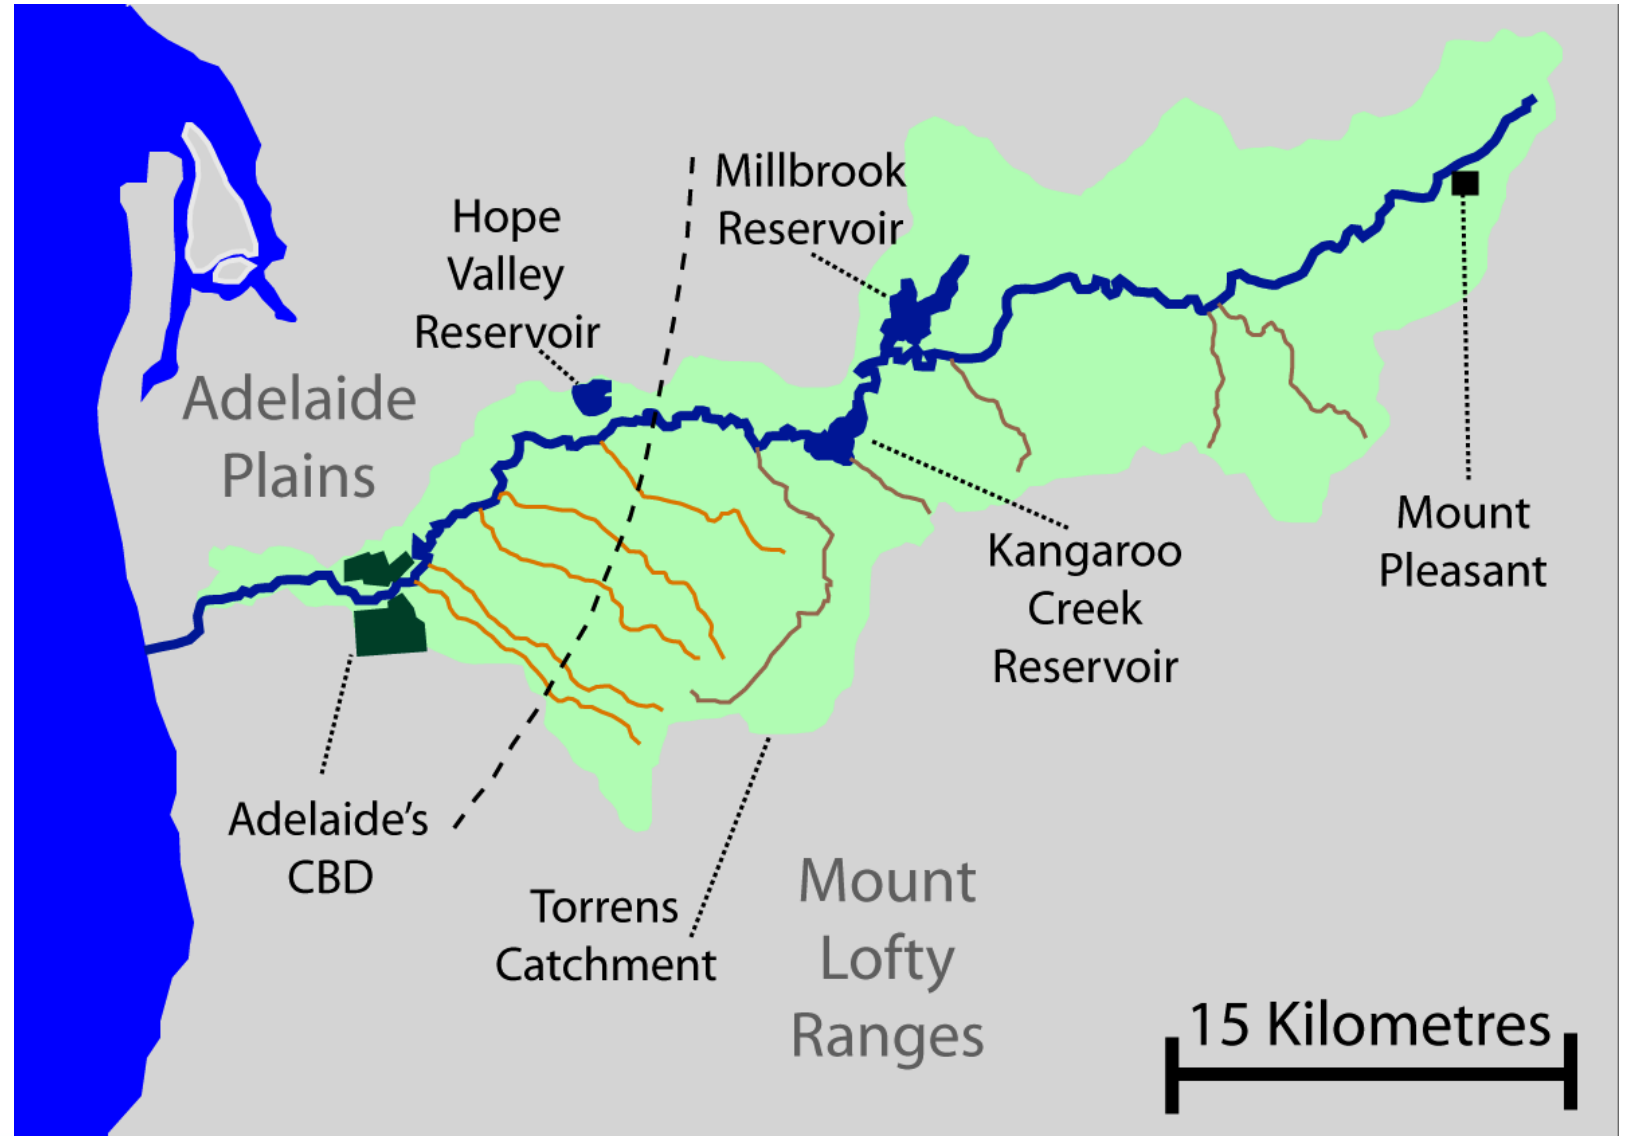 Millbrook
Reservoir
Hope
Valley
Reservoir
Adelaide
Plains
Mount
Pleasant
Kangaroo
Creek
Reservoir
Adelaide's
CBD
Torrens
Catchment
Mount
Lofty
Ranges
15 Kilometres